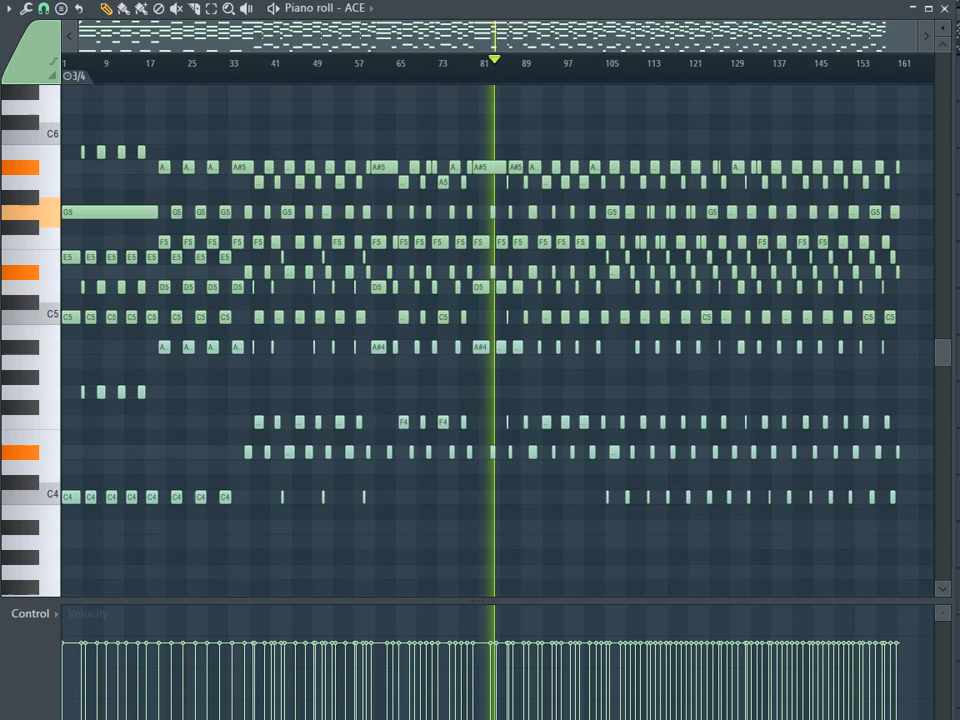 Piano roll - ACE
1 9 17 25 33 41 49 57 65 73 81 89 97 105 113 121 129 137 145 153 161
3/4
C6
A... A... A... A#5 A#5 A... A#5 A#5 A... A... A...
A5
G5 G5 G5 G5 G5 G5 G5 G5
F5 F5 F5 F5 F5 F5 F5 F5 F5 F5 F5 F5 F5 F5 F5 F5 F5 F5 F5
E5 E5 E5 E5 E5 E5 E5 E5
D5 D5 D5 D5 D5 D5
C5 C5 C5 C5 C5 C5 C5 C5 C5 C5 C5 C5 C5
A... A... A... A... A#4 A#4
F4 F4
C4 C4 C4 C4 C4 C4 C4 C4 C4
Control Velocity